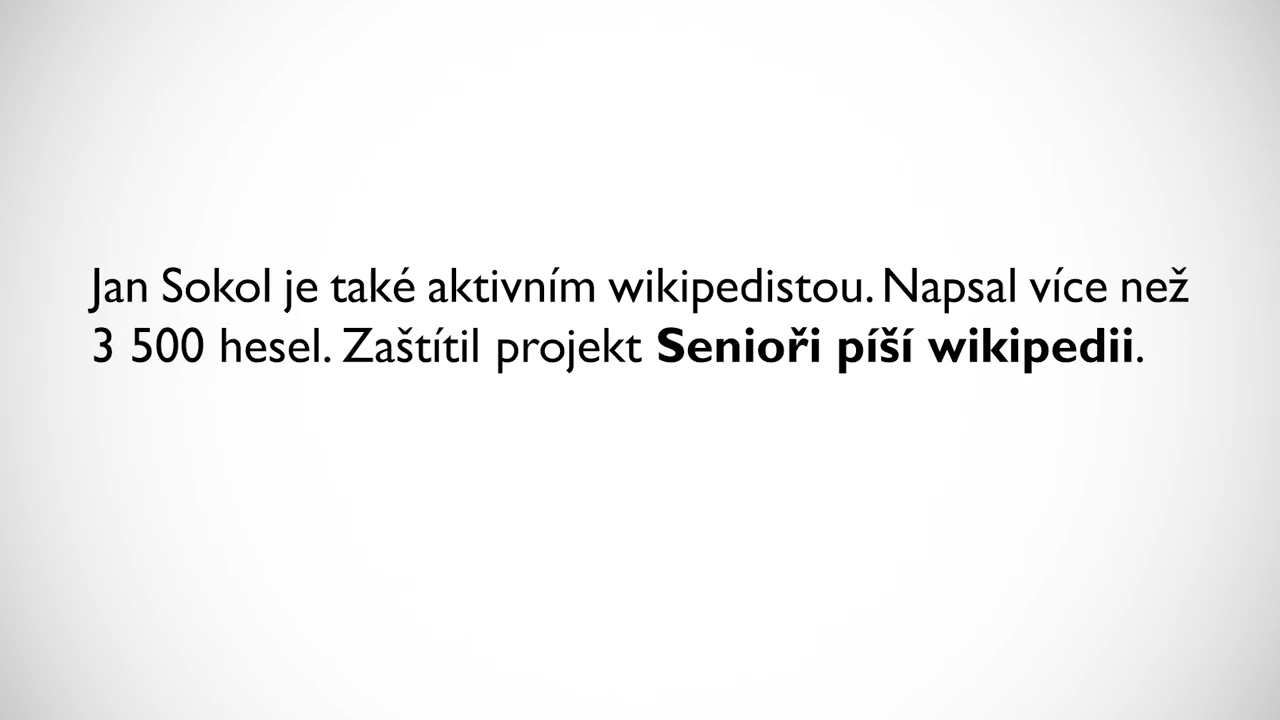 Jan Sokol je také aktivním wikipedistou. Napsal více než
3 500 hesel. Zaštítil projekt Senioři píší wikipedii.